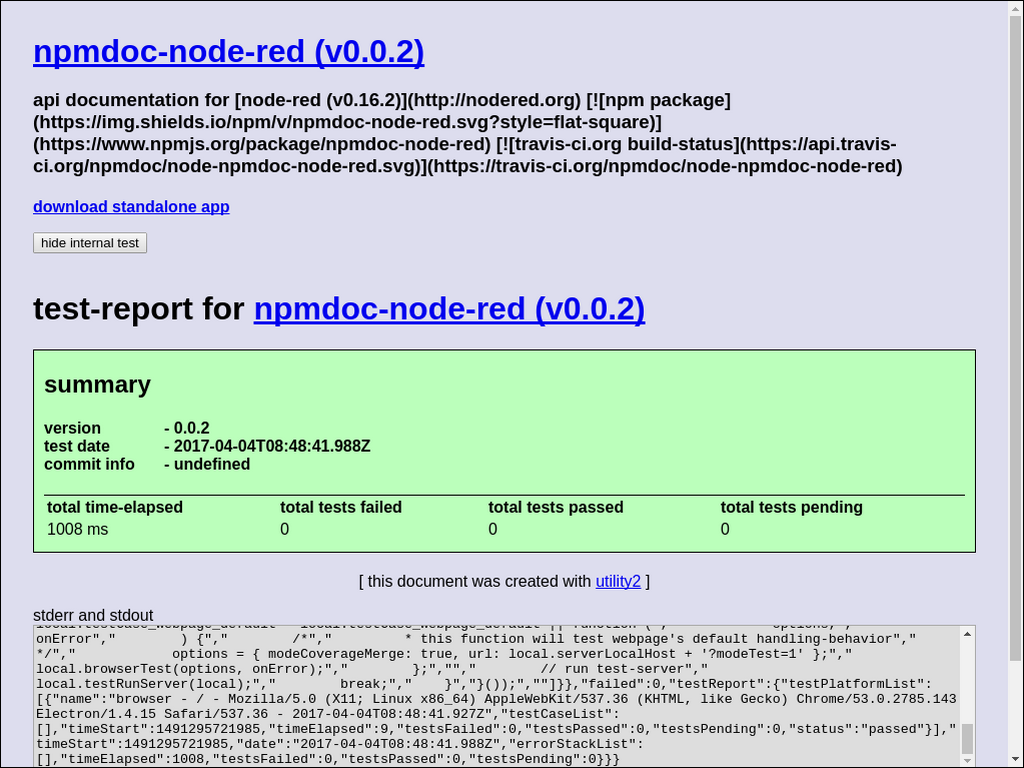 npmdoc-node-red (v0.0.2)
api documentation for [node-red (v0.16.2)](http://nodered.org) [![npm package]
(https://img.shields.io/npm/v/npmdoc-node-red.svg?style=flat-square)]
(https://www.npmjs.org/package/npmdoc-node-red) [![travis-ci.org build-status](https://api.travis-
ci.org/npmdoc/node-npmdoc-node-red.svg)](https://travis-ci.org/npmdoc/node-npmdoc-node-red)
download standalone app
hide internal test
test-report for npmdoc-node-red (v0.0.2)
summary
version - 0.0.2
test date - 2017-04-04T08:48:41.988Z
commit info - undefined
total time-elapsed total tests failed total tests passed total tests pending
1008 ms 0 0 0
[ this document was created with utility2 ]
stderr and stdout
local.testCase_webpage_default = local.testCase_webpage_default || function (","            options,","
onError","        ) {","        /*","         * this function will test webpage's default handling-behavior","
*/","            options = { modeCoverageMerge: true, url: local.serverLocalHost + '?modeTest=1' };","
local.browserTest(options, onError);","        };","","        // run test-server","
local.testRunServer(local);","        break;","    }","}());",""]}},"failed":0,"testReport":{"testPlatformList":
[{"name":"browser - / - Mozilla/5.0 (X11; Linux x86_64) AppleWebKit/537.36 (KHTML, like Gecko) Chrome/53.0.2785.143
Electron/1.4.15 Safari/537.36 - 2017-04-04T08:48:41.927Z","testCaseList":
[],"timeStart":1491295721985,"timeElapsed":9,"testsFailed":0,"testsPassed":0,"testsPending":0,"status":"passed"}],"
timeStart":1491295721985,"date":"2017-04-04T08:48:41.988Z","errorStackList":
[],"timeElapsed":1008,"testsFailed":0,"testsPassed":0,"testsPending":0}}}